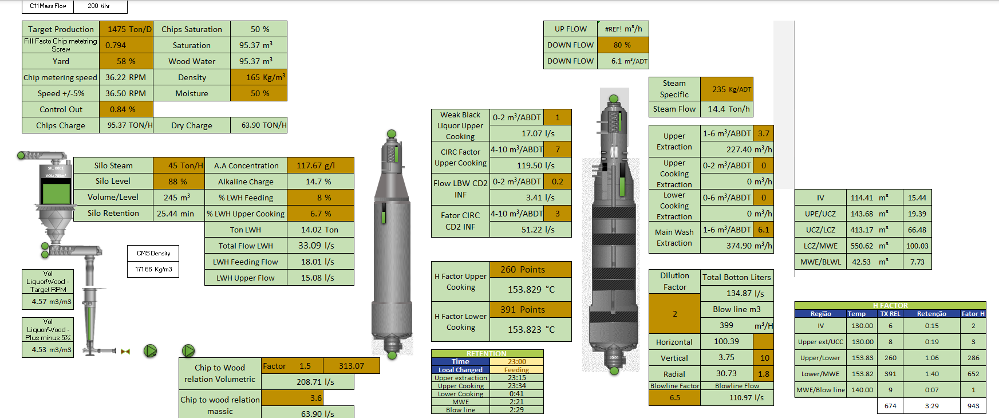 C11 Mass Flow 200 t/hr
Target Production 1475 Ton/D Chips Saturation 50 %
Fill Facto Chip metetring
Screw 0.794 Saturation 95.37 m³
Yard 58 % Wood Water 95.37 m³
Chip metering speed 36.22 RPM Density 165 Kg/m³
Speed +/-5% 36.50 RPM Moisture 50 %
Control Out 0.84 %
Chips Charge 95.37 TON/H Dry Charge 63.90 TON/H
SIL. 0001
VOL: 785m³
Silo Steam 45 Ton/H A.A Concentration 117.67 g/l
Silo Level 88 % Alkaline Charge 14.7 %
Volume/Level 245 m³ % LWH Feeding 8 %
Silo Retention 25.44 min % LWH Upper Cooking 6.7 %
Ton LWH 14.02 Ton
Total Flow LWH 33.09 l/s
LWH Feeding Flow 18.01 l/s
LWH Upper Flow 15.08 l/s
CMS Density
171.66 Kg/m3
Vol
Liquor/Wood -
Target RPM
4.57 m3/m3
Vol
Liquor/Wood -
Plus minus 5%
4.53 m3/m3
Chip to Wood
relation Volumetric
Factor 1.5 313.07
208.71 l/s
Chip to wood relation
massic
3.6
63.90 l/s
UP FLOW #REF! m³/h
DOWN FLOW 80 %
DOWN FLOW 6.1 m³/ADT
Weak Black
Liquor Upper
Cooking
0-2 m³/ABDT 1
17.07 l/s
CIRC Factor
Upper Cooking
4-10 m³/ABDT 7
119.50 l/s
Flow LBW CD2
INF
0-2 m³/ABDT 0.2
3.41 l/s
Fator CIRC
CD2 INF
4-10 m³/ABDT 3
51.22 l/s
H Factor Upper
Cooking
260 Points
153.829 °C
H Factor Lower
Cooking
391 Points
153.823 °C
RETENTION
Time 23:00
Local Changed Feeding
Upper extraction 23:15
Upper Cooking 23:34
Lower Cooking 0:41
MWE 2:21
Blow line 2:29
Steam
Specific
235 Kg/ADT
Steam Flow 14.4 Ton/h
Upper
Extraction
1-6 m³/ABDT 3.7
227.40 m³/h
Upper
Cooking
Extraction
0-2 m³/ABDT 0
0 m³/h
Lower
Cooking
Extraction
0-6 m³/ABDT 0
0 m³/h
Main Wash
Extraction
1-6 m³/ABDT 6.1
374.90 m³/h
Dilution
Factor
2
Total Botton Liters
134.87 l/s
Blow line m3
399 m³/H
Horizontal 100.39
Vertical 3.75 10
Radial 30.73 1.8
Blowline Factor Blowline Flow
6.5 110.97 l/s
IV 114.41 m³ 15.44
UPE/UCZ 143.68 m³ 19.39
UCZ/LCZ 413.17 m³ 66.48
LCZ/MWE 550.62 m³ 100.03
MWE/BLWL 42.53 m³ 7.73
H FACTOR
Região Temp TX REL Retenção Fator H
IV 130.00 6 0:15 2
Upper ext/UCC 130.00 8 0:19 3
Upper/Lower 153.83 260 1:06 286
Lower/MWE 153.82 391 1:40 652
MWE/Blow line 140.00 9 0:07 1
674 3:29 943